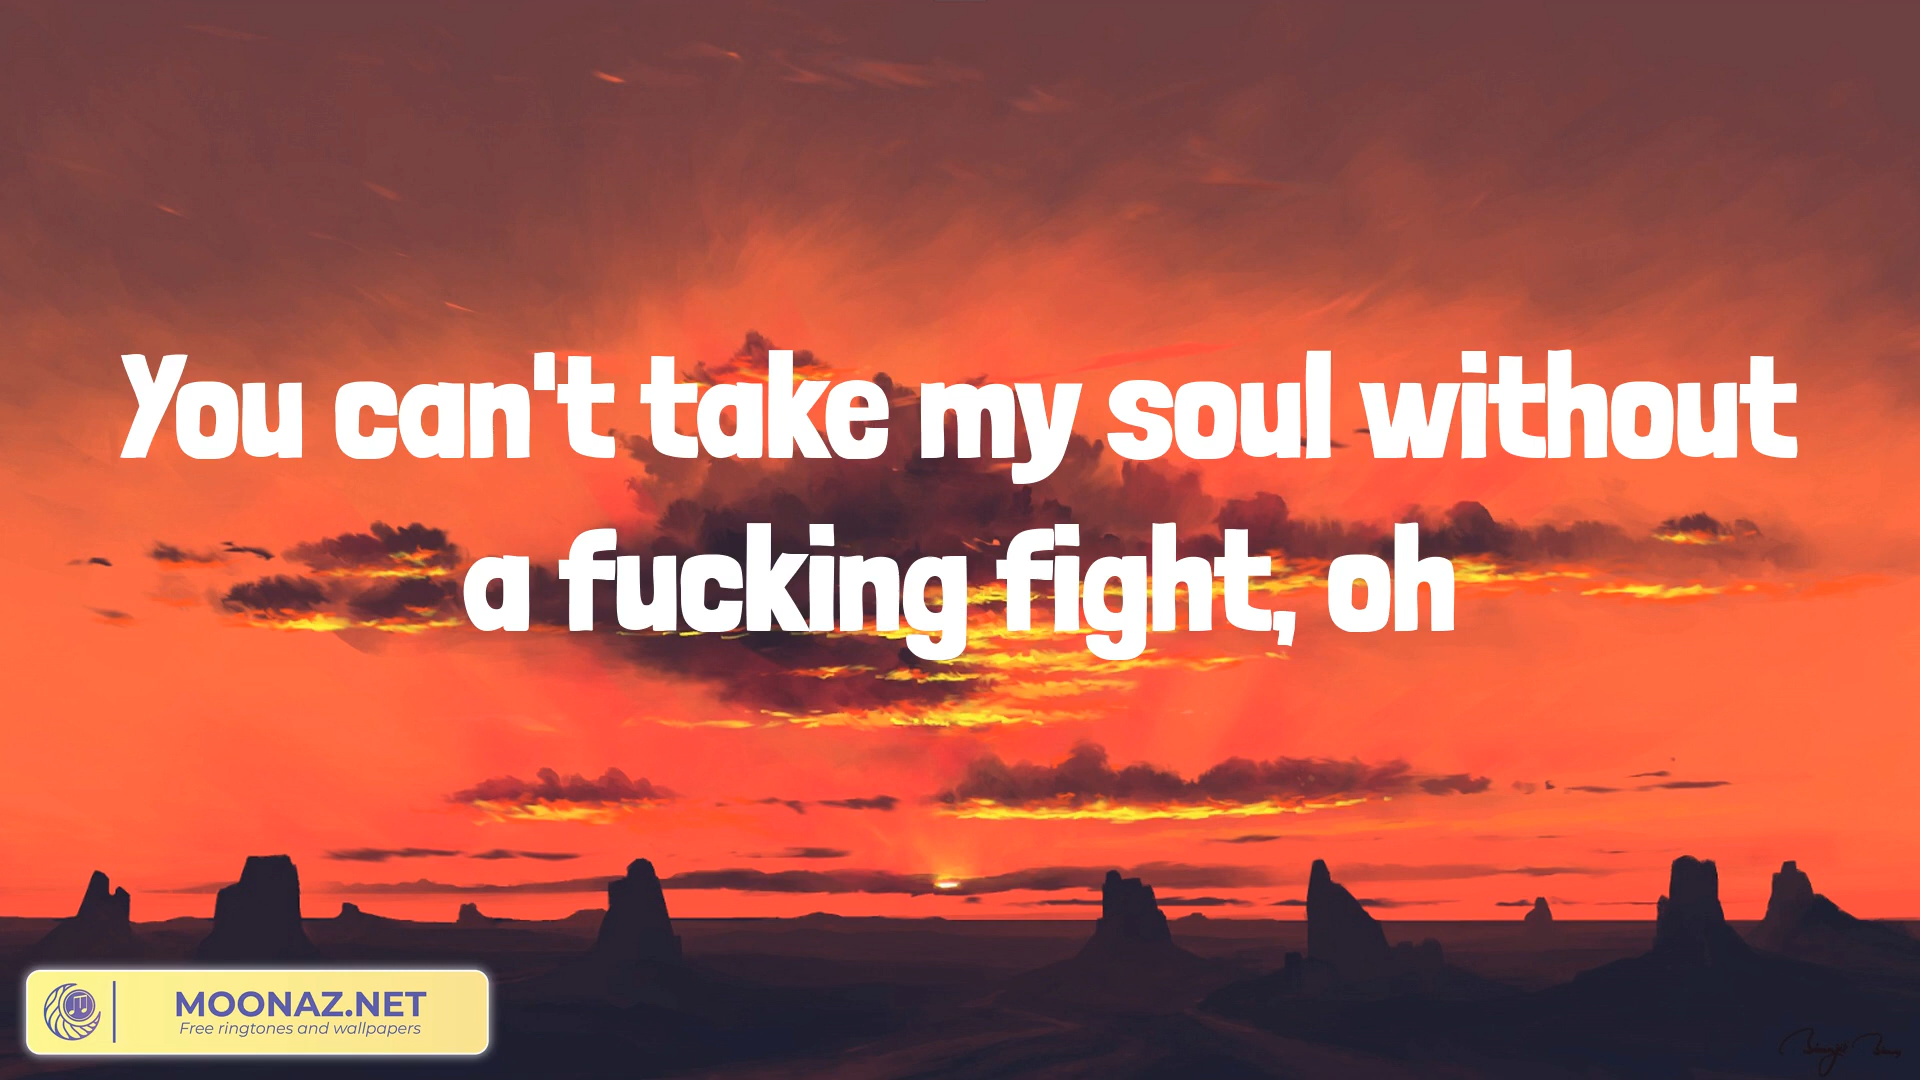 You can't take my soul without
a fucking fight, oh
MOONAZ.NET
Free ringtones and wallpapers